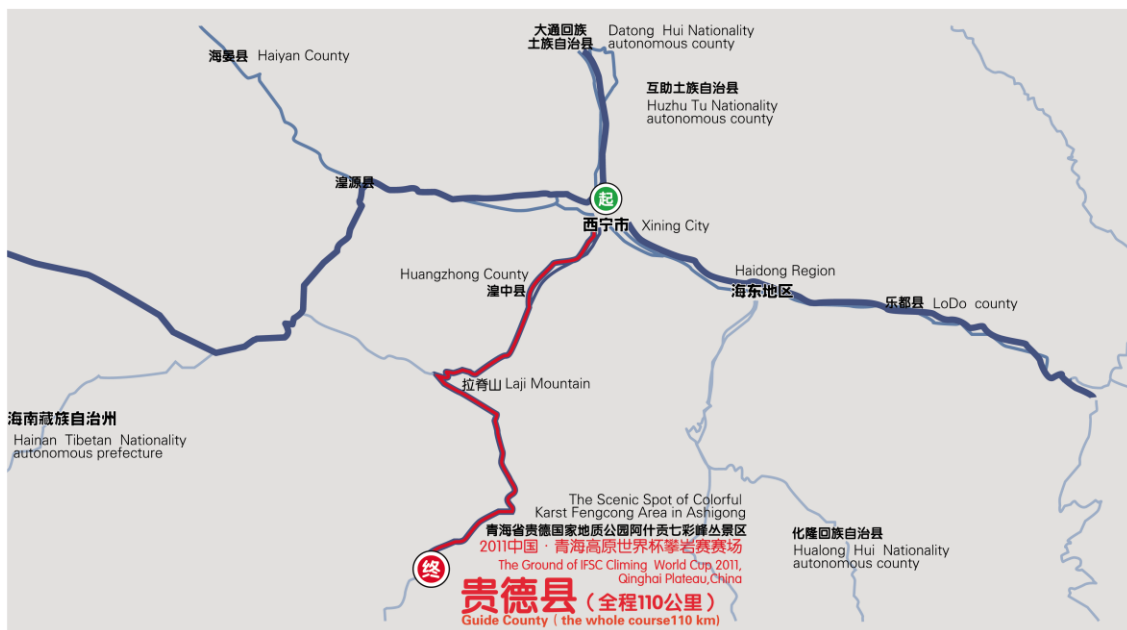 大通回族
土族自治县
Datong Hui Nationality
autonomous county
海晏县 Haiyan County
互助土族自治县
Huzhu Tu Nationality
autonomous county
湟源县
起
西宁市 Xining City
Huangzhong County
湟中县
Haidong Region
海东地区
乐都县 LoDo county
拉脊山 Laji Mountain
海南藏族自治州
Hainan Tibetan Nationality
autonomous prefecture
The Scenic Spot of Colorful
Karst Fengcong Area in Ashigong
青海省贵德国家地质公园阿什贡七彩峰丛景区
2011中国·青海高原世界杯攀岩赛赛场
The Ground of IFSC Climing World Cup 2011,
Qinghai Plateau,China
化隆回族自治县
Hualong Hui Nationality
autonomous county
终
贵德县（全程110公里）
Guide County ( the whole course110 km)